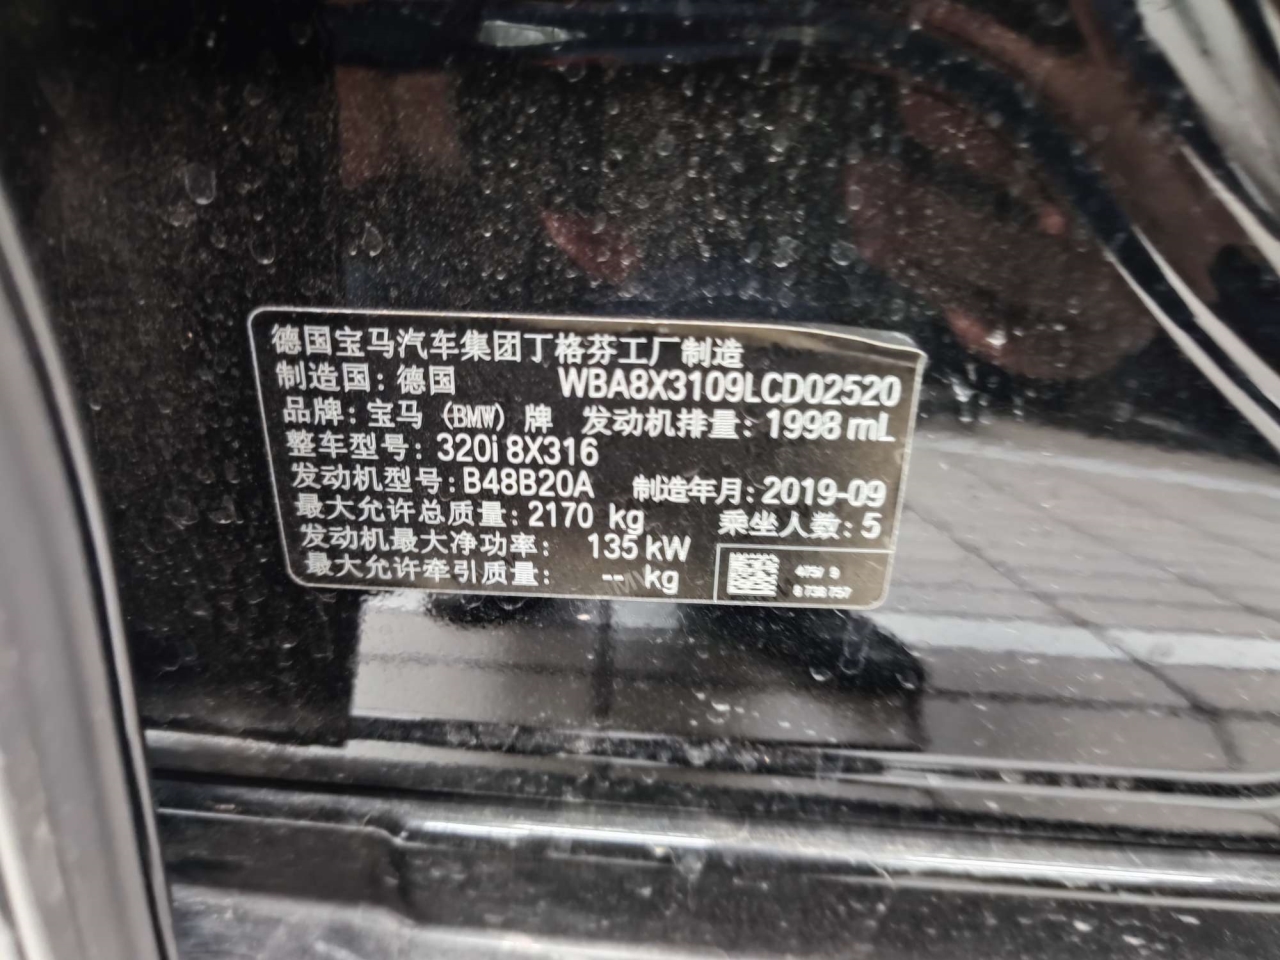 德国宝马汽车集团丁格芬工厂制造
制造国：德国 WBA8X3109LCD02520
品牌：宝马（BMW）牌 发动机排量：1998 mL
整车型号：320i 8X316
发动机型号：B48B20A 制造年月：2019-09
最大允许总质量：2170 kg 乘坐人数：5
发动机最大净功率： 135 kW
最大允许牵引质量： -- kg
8 738 757